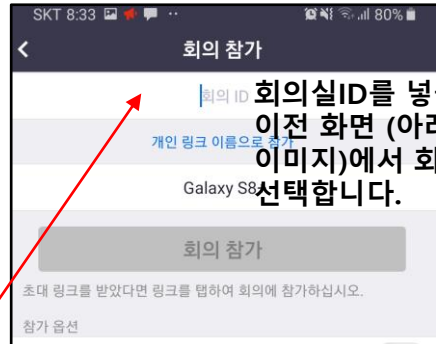 SKT 8:33 80%
회의 참가
회의 ID
회의실ID를
이전 화면
개인 링크 이름으로 참가
이미지)에서
Galaxy S8
선택합니다.
회의 참가
초대 링크를 받았다면 링크를 탭하여 회의에 참가하십시오.
참가 옵션